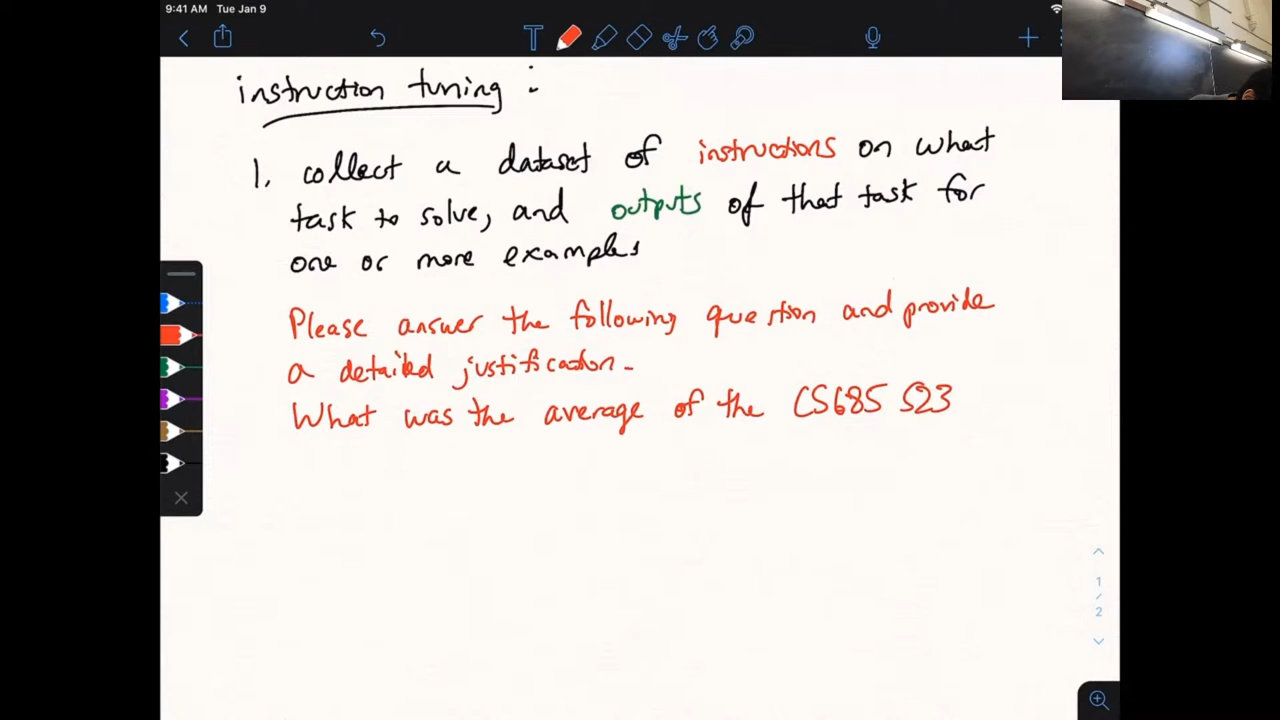 9:41 AM Tue Jan 9
instruction tuning :
1. collect a dataset of instructions on what
task to solve, and outputs of that task for
one or more examples
Please answer the following question and provide
a detailed justification.
What was the average of the CS685 S23
1
/
2